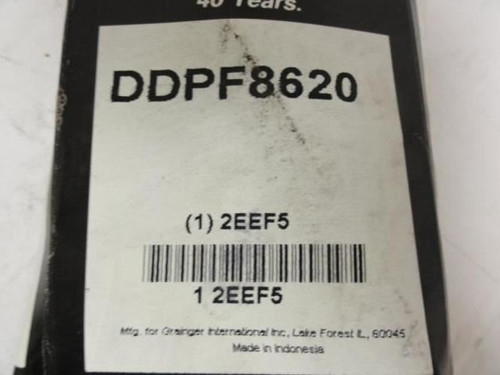 40 Years.
DDPF8620
(1) 2EEF5
1 2EEF5
Mfg. for Grainger International Inc, Lake Forest IL, 60045
Made in Indonesia